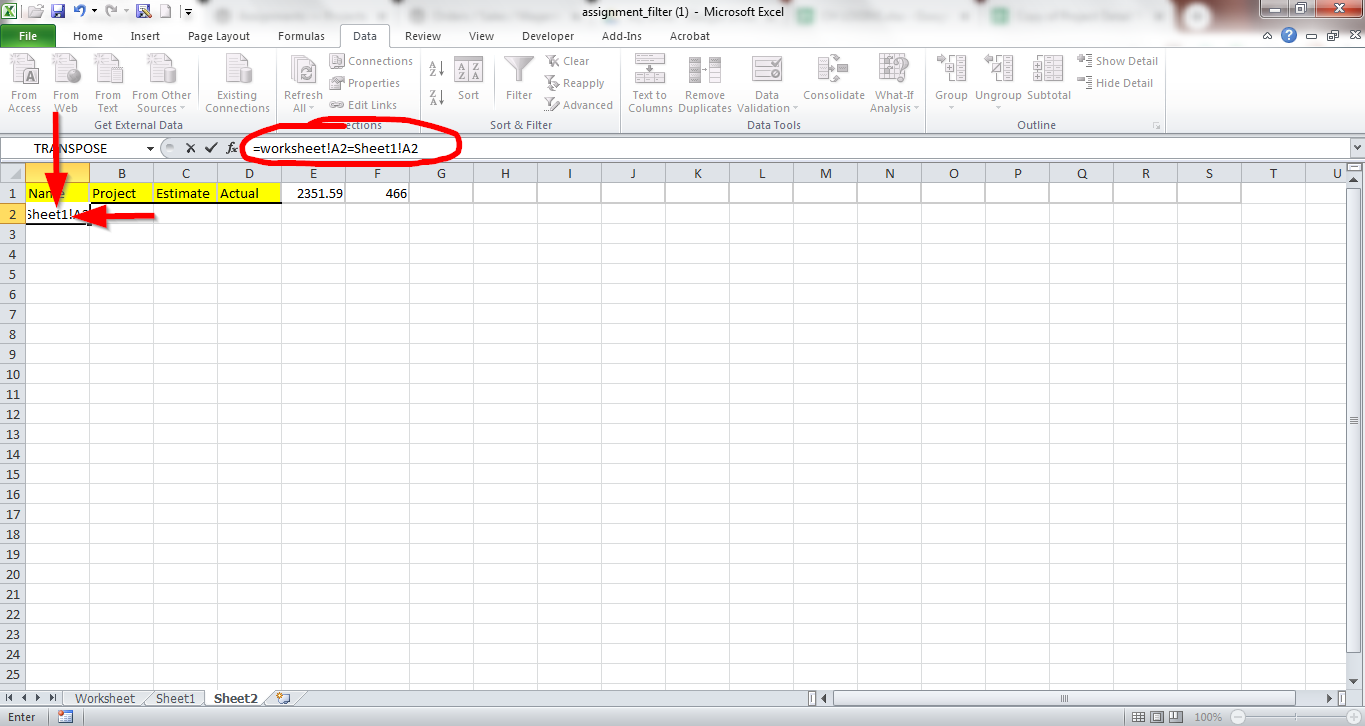 assignment_filter (1) - Microsoft Excel
File Home Insert Page Layout Formulas Data Review View Developer Add-Ins Acrobat
From Access
From Web
From Text
From Other Sources
Existing Connections
Refresh All
Connections
Properties
Edit Links
Sort
Filter
Clear
Reapply
Advanced
Text to Columns
Remove Duplicates
Data Validation
Consolidate
What-If Analysis
Group
Ungroup
Subtotal
Show Detail
Hide Detail
Get External Data
Sort & Filter
Data Tools
Outline
TRANSPOSE fx =worksheet!A2=Sheet1!A2
B C D E F G H I J K L M N O P Q R S T U
1 Name Project Estimate Actual 2351.59 466
2 Sheet1!A2
3
4
5
6
7
8
9
10
11
12
13
14
15
16
17
18
19
20
21
22
23
24
25
Worksheet Sheet1 Sheet2
Enter 100%